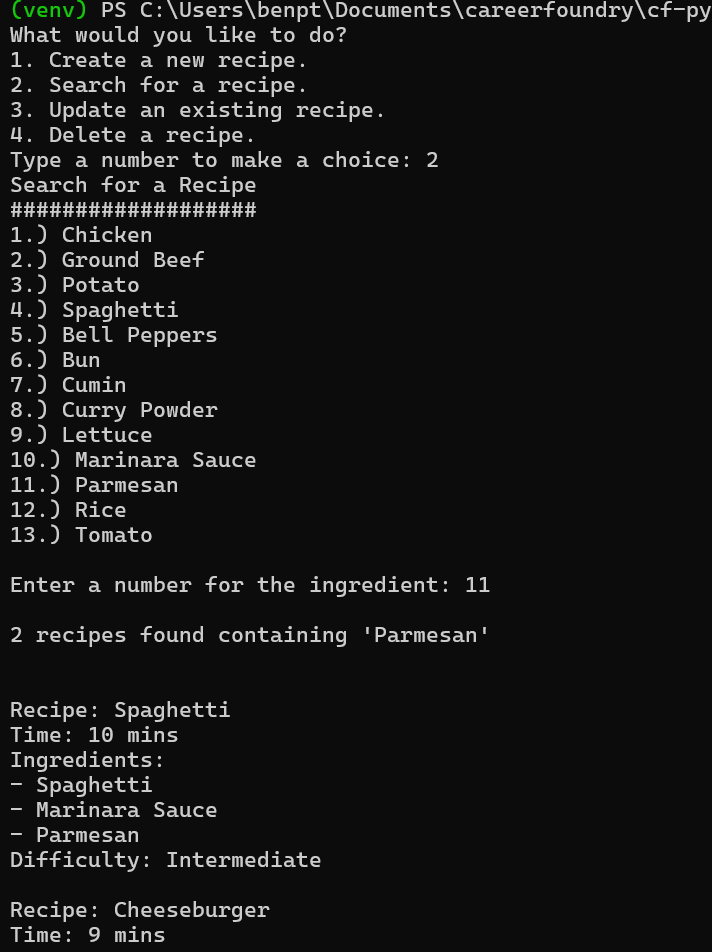 (venv) PS C:\Users\benpt\Documents\careerfoundry\cf-py
What would you like to do?
1. Create a new recipe.
2. Search for a recipe.
3. Update an existing recipe.
4. Delete a recipe.
Type a number to make a choice: 2
Search for a Recipe
###################
1.) Chicken
2.) Ground Beef
3.) Potato
4.) Spaghetti
5.) Bell Peppers
6.) Bun
7.) Cumin
8.) Curry Powder
9.) Lettuce
10.) Marinara Sauce
11.) Parmesan
12.) Rice
13.) Tomato
Enter a number for the ingredient: 11
2 recipes found containing 'Parmesan'
Recipe: Spaghetti
Time: 10 mins
Ingredients:
- Spaghetti
- Marinara Sauce
- Parmesan
Difficulty: Intermediate
Recipe: Cheeseburger
Time: 9 mins